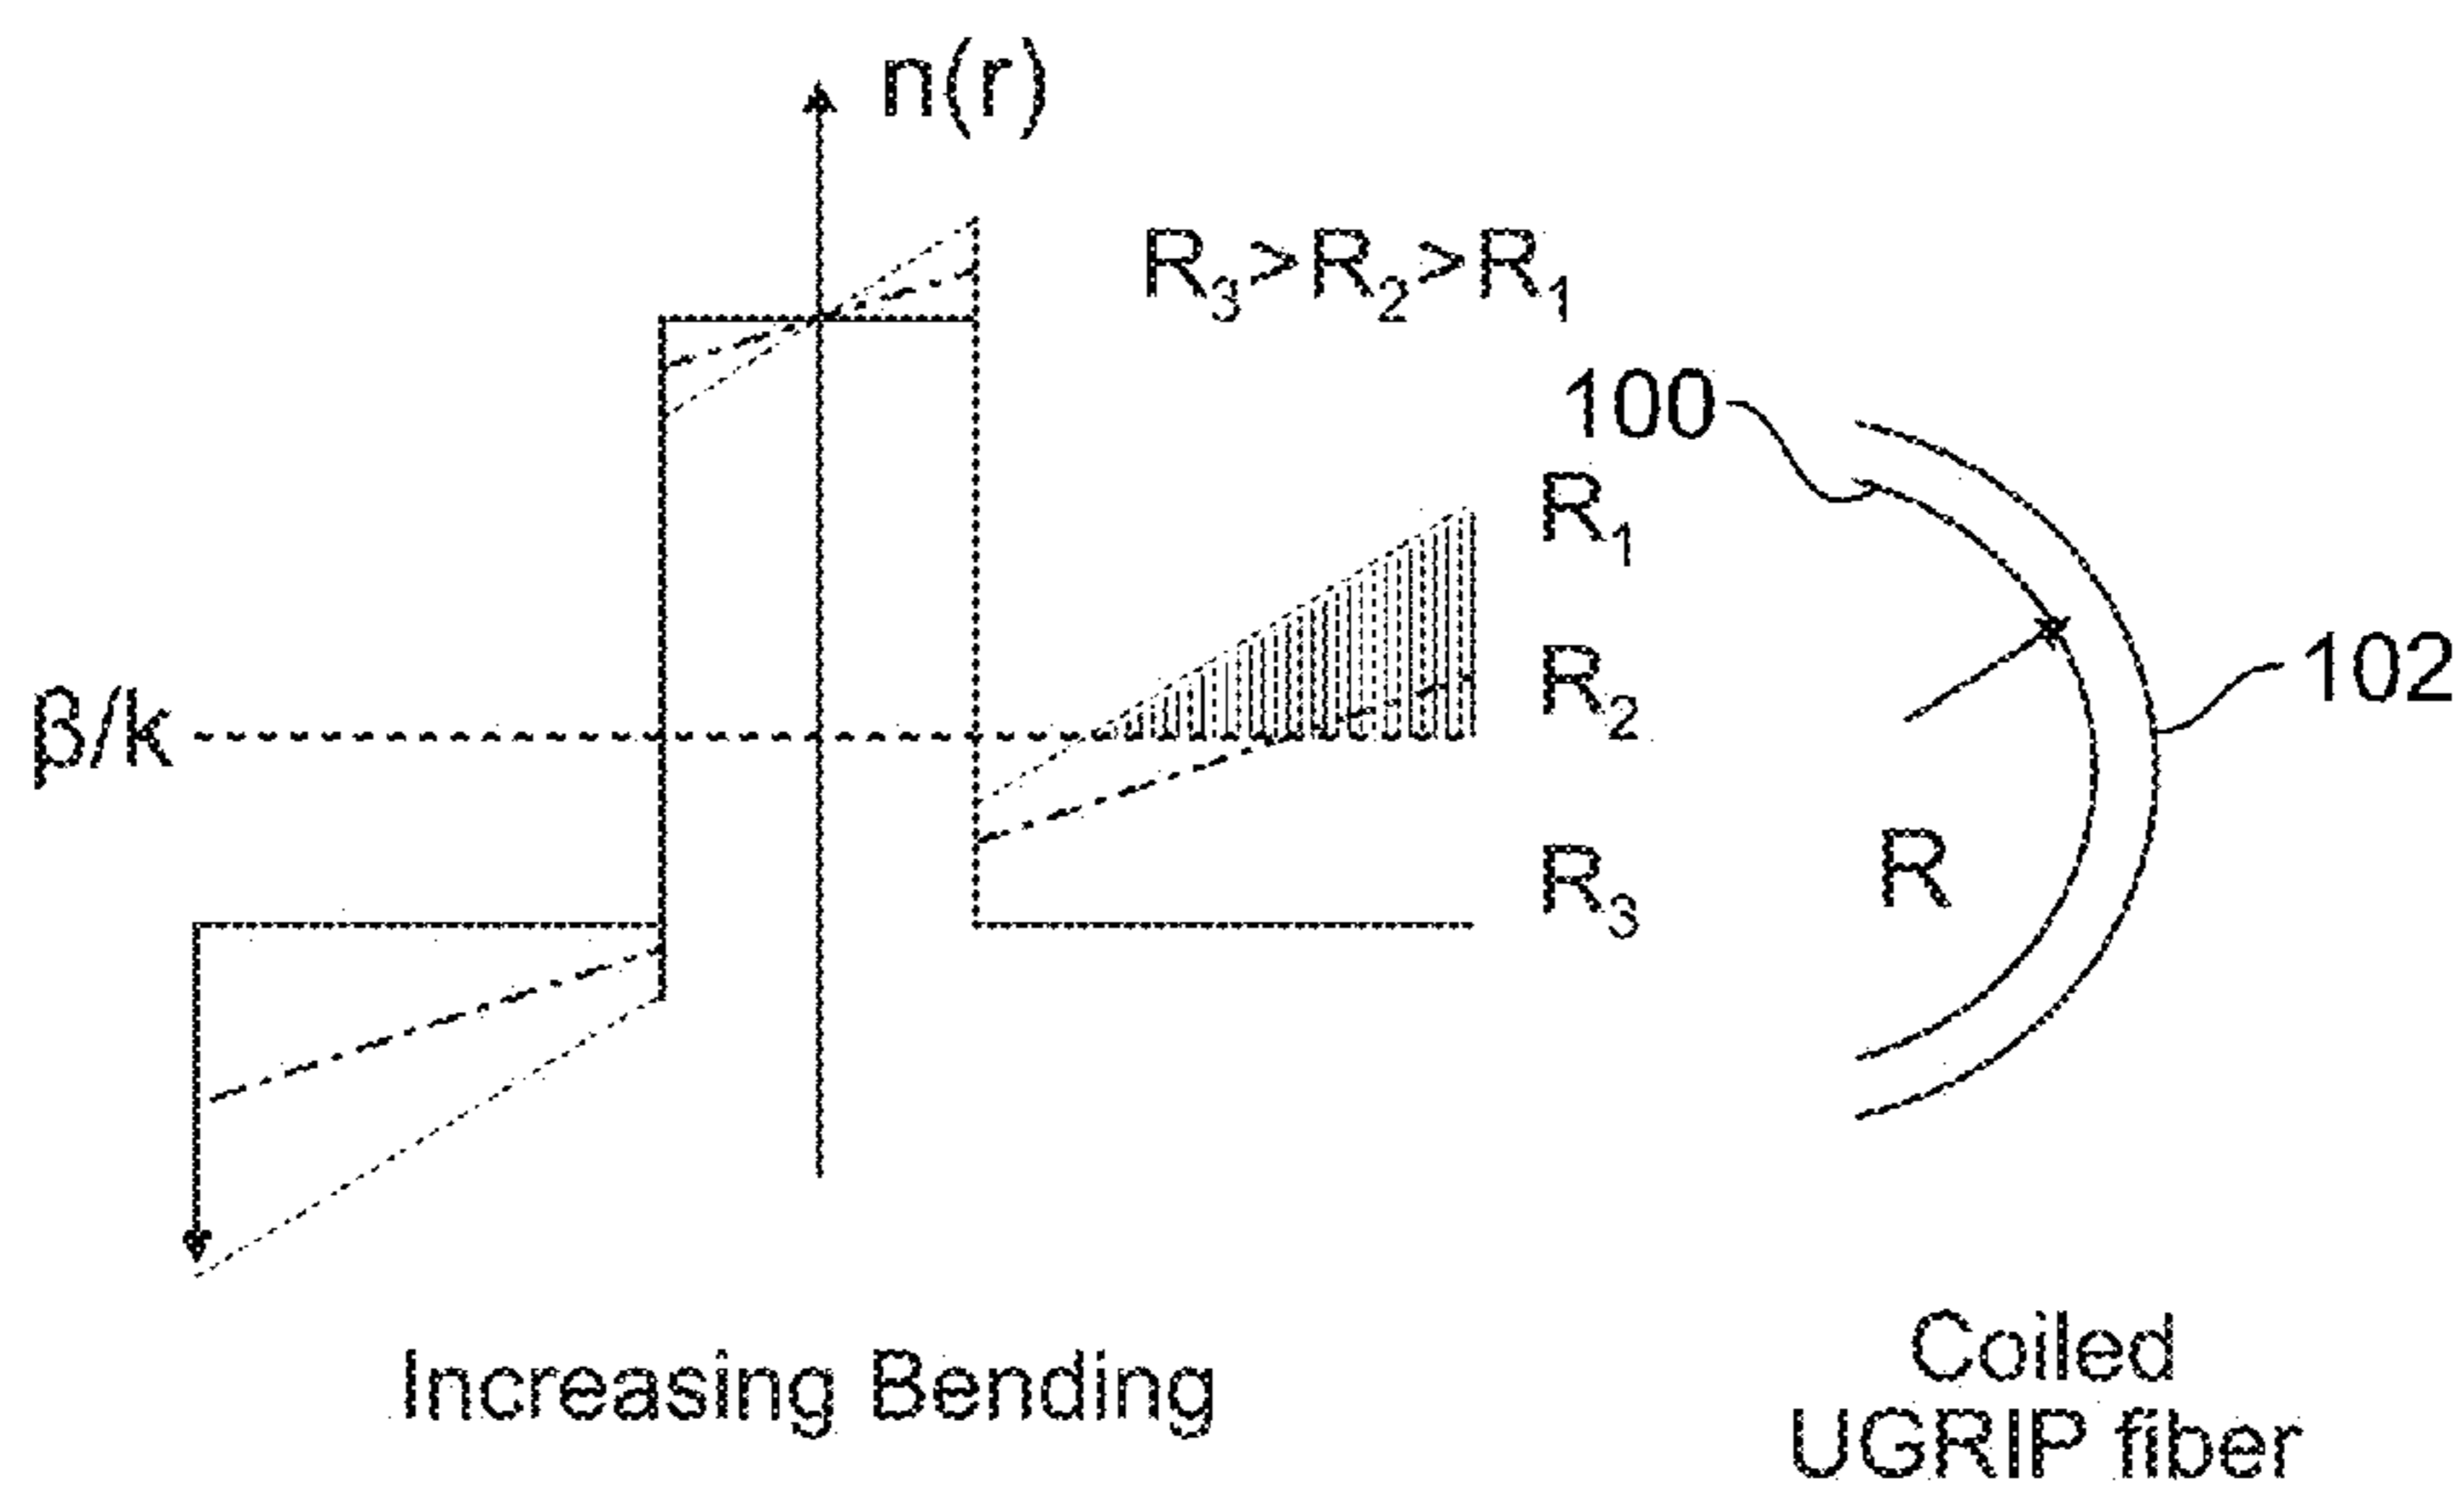 n(r)
R₃>R₂>R₁
100
R₁
R₂
102
β/k
R₃
R
Increasing Bending
Coiled
UGRIP fiber